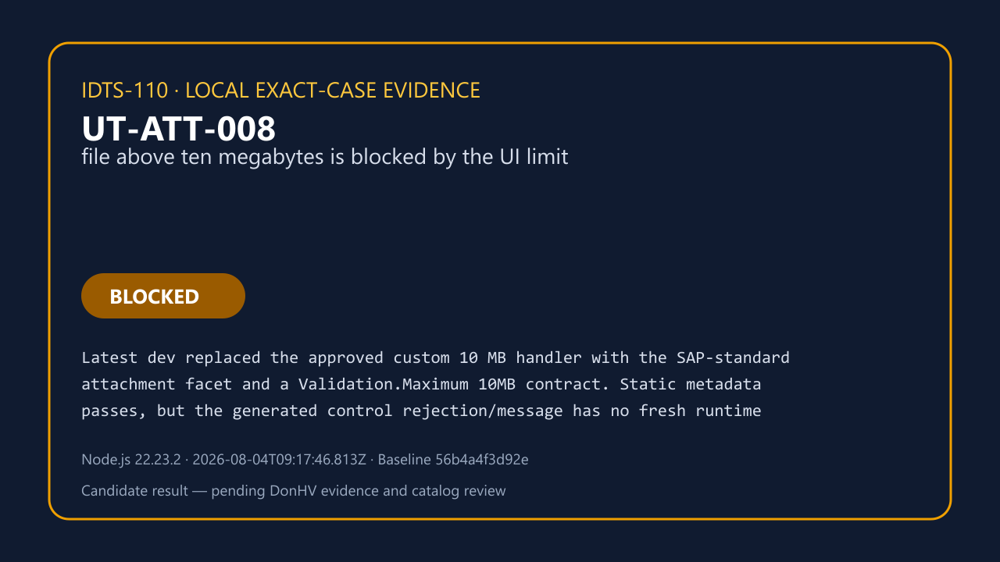 IDTS-110 · LOCAL EXACT-CASE EVIDENCE
UT-ATT-008
file above ten megabytes is blocked by the UI limit
BLOCKED
Latest dev replaced the approved custom 10 MB handler with the SAP-standard
attachment facet and a Validation.Maximum 10MB contract. Static metadata
passes, but the generated control rejection/message has no fresh runtime
Node.js 22.23.2 · 2026-08-04T09:17:46.813Z · Baseline 56b4a4f3d92e
Candidate result — pending DonHV evidence and catalog review